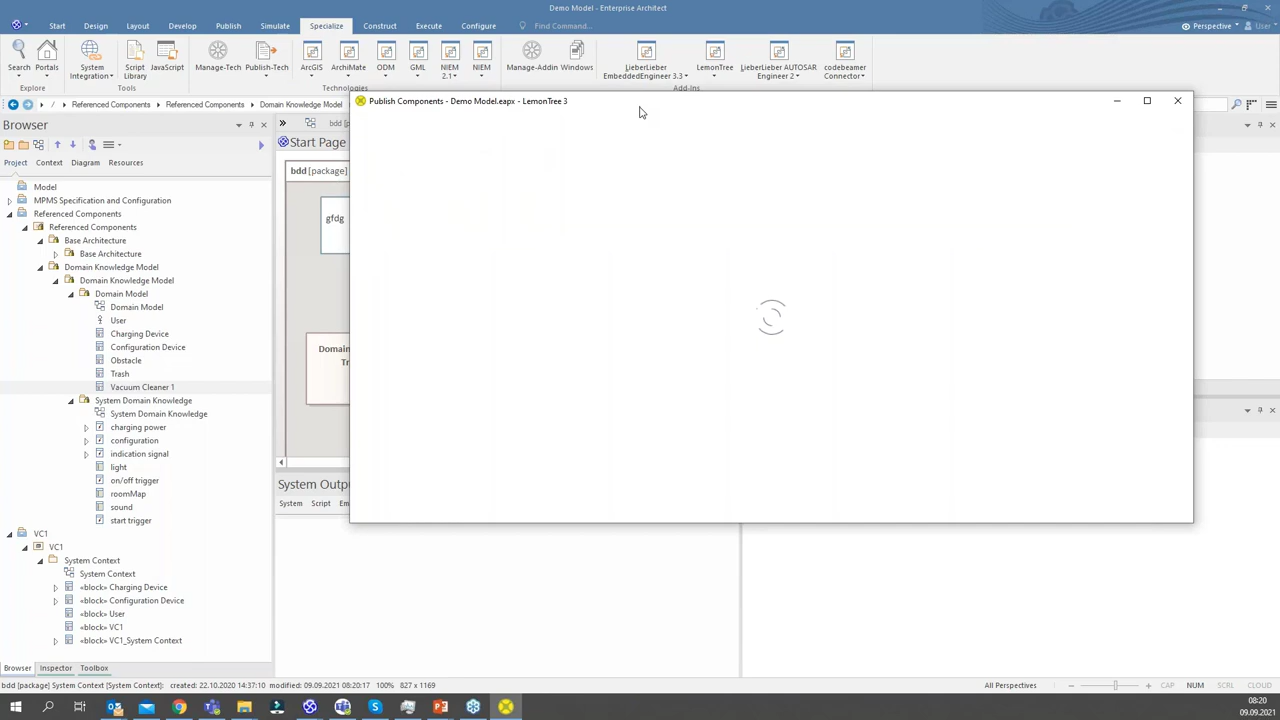 Demo Model - Enterprise Architect
Start Design Layout Develop Publish Simulate Specialize Construct Execute Configure Find Command... Perspective User
Search Portals System Integration Script Library JavaScript Manage-Tech Publish-Tech ArcGIS ArchiMate ODM GML NIEM 2.1 NIEM Manage-Addin Windows LieberLieber EmbeddedEngineer 3.3 LemonTree LieberLieber AUTOSAR Engineer 2 Codebeamer Connector
Explore Tools Technologies Add-Ins
/ Referenced Components Referenced Components Domain Knowledge Model
Publish Components - Demo Model.eapx - LemonTree 3
Browser
bdd [p
Start Page
Project Context Diagram Resources
bdd [package]
gfdg
Domain
Tr
Model
MPMS Specification and Configuration
Referenced Components
Referenced Components
Base Architecture
Base Architecture
Domain Knowledge Model
Domain Knowledge Model
Domain Model
Domain Model
User
Charging Device
Configuration Device
Obstacle
Trash
Vacuum Cleaner 1
System Domain Knowledge
System Domain Knowledge
charging power
configuration
indication signal
light
on/off trigger
roomMap
sound
start trigger
VC1
VC1
System Context
System Context
«block» Charging Device
«block» Configuration Device
«block» User
«block» VC1
«block» VC1_System Context
System Outpu
System Script Em
Browser Inspector Toolbox
bdd [package] System Context [System Context]: created: 22.10.2020 14:37:10 modified: 09.09.2021 08:20:17 100% 827 x 1169
All Perspectives CAP NUM SCRL CLOUD
08:20
09.09.2021